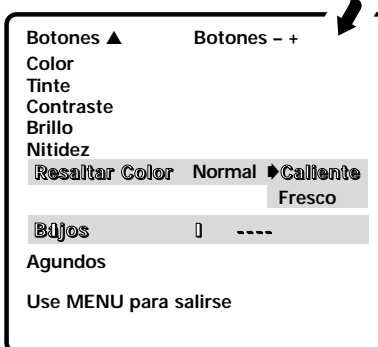 Botones ▲ Botones – +
Color
Tinte
Contraste
Brillo
Nitidez
Resaltar Color Normal Caliente
Fresco
Bajos ----
Agundos
Use MENU para salirse